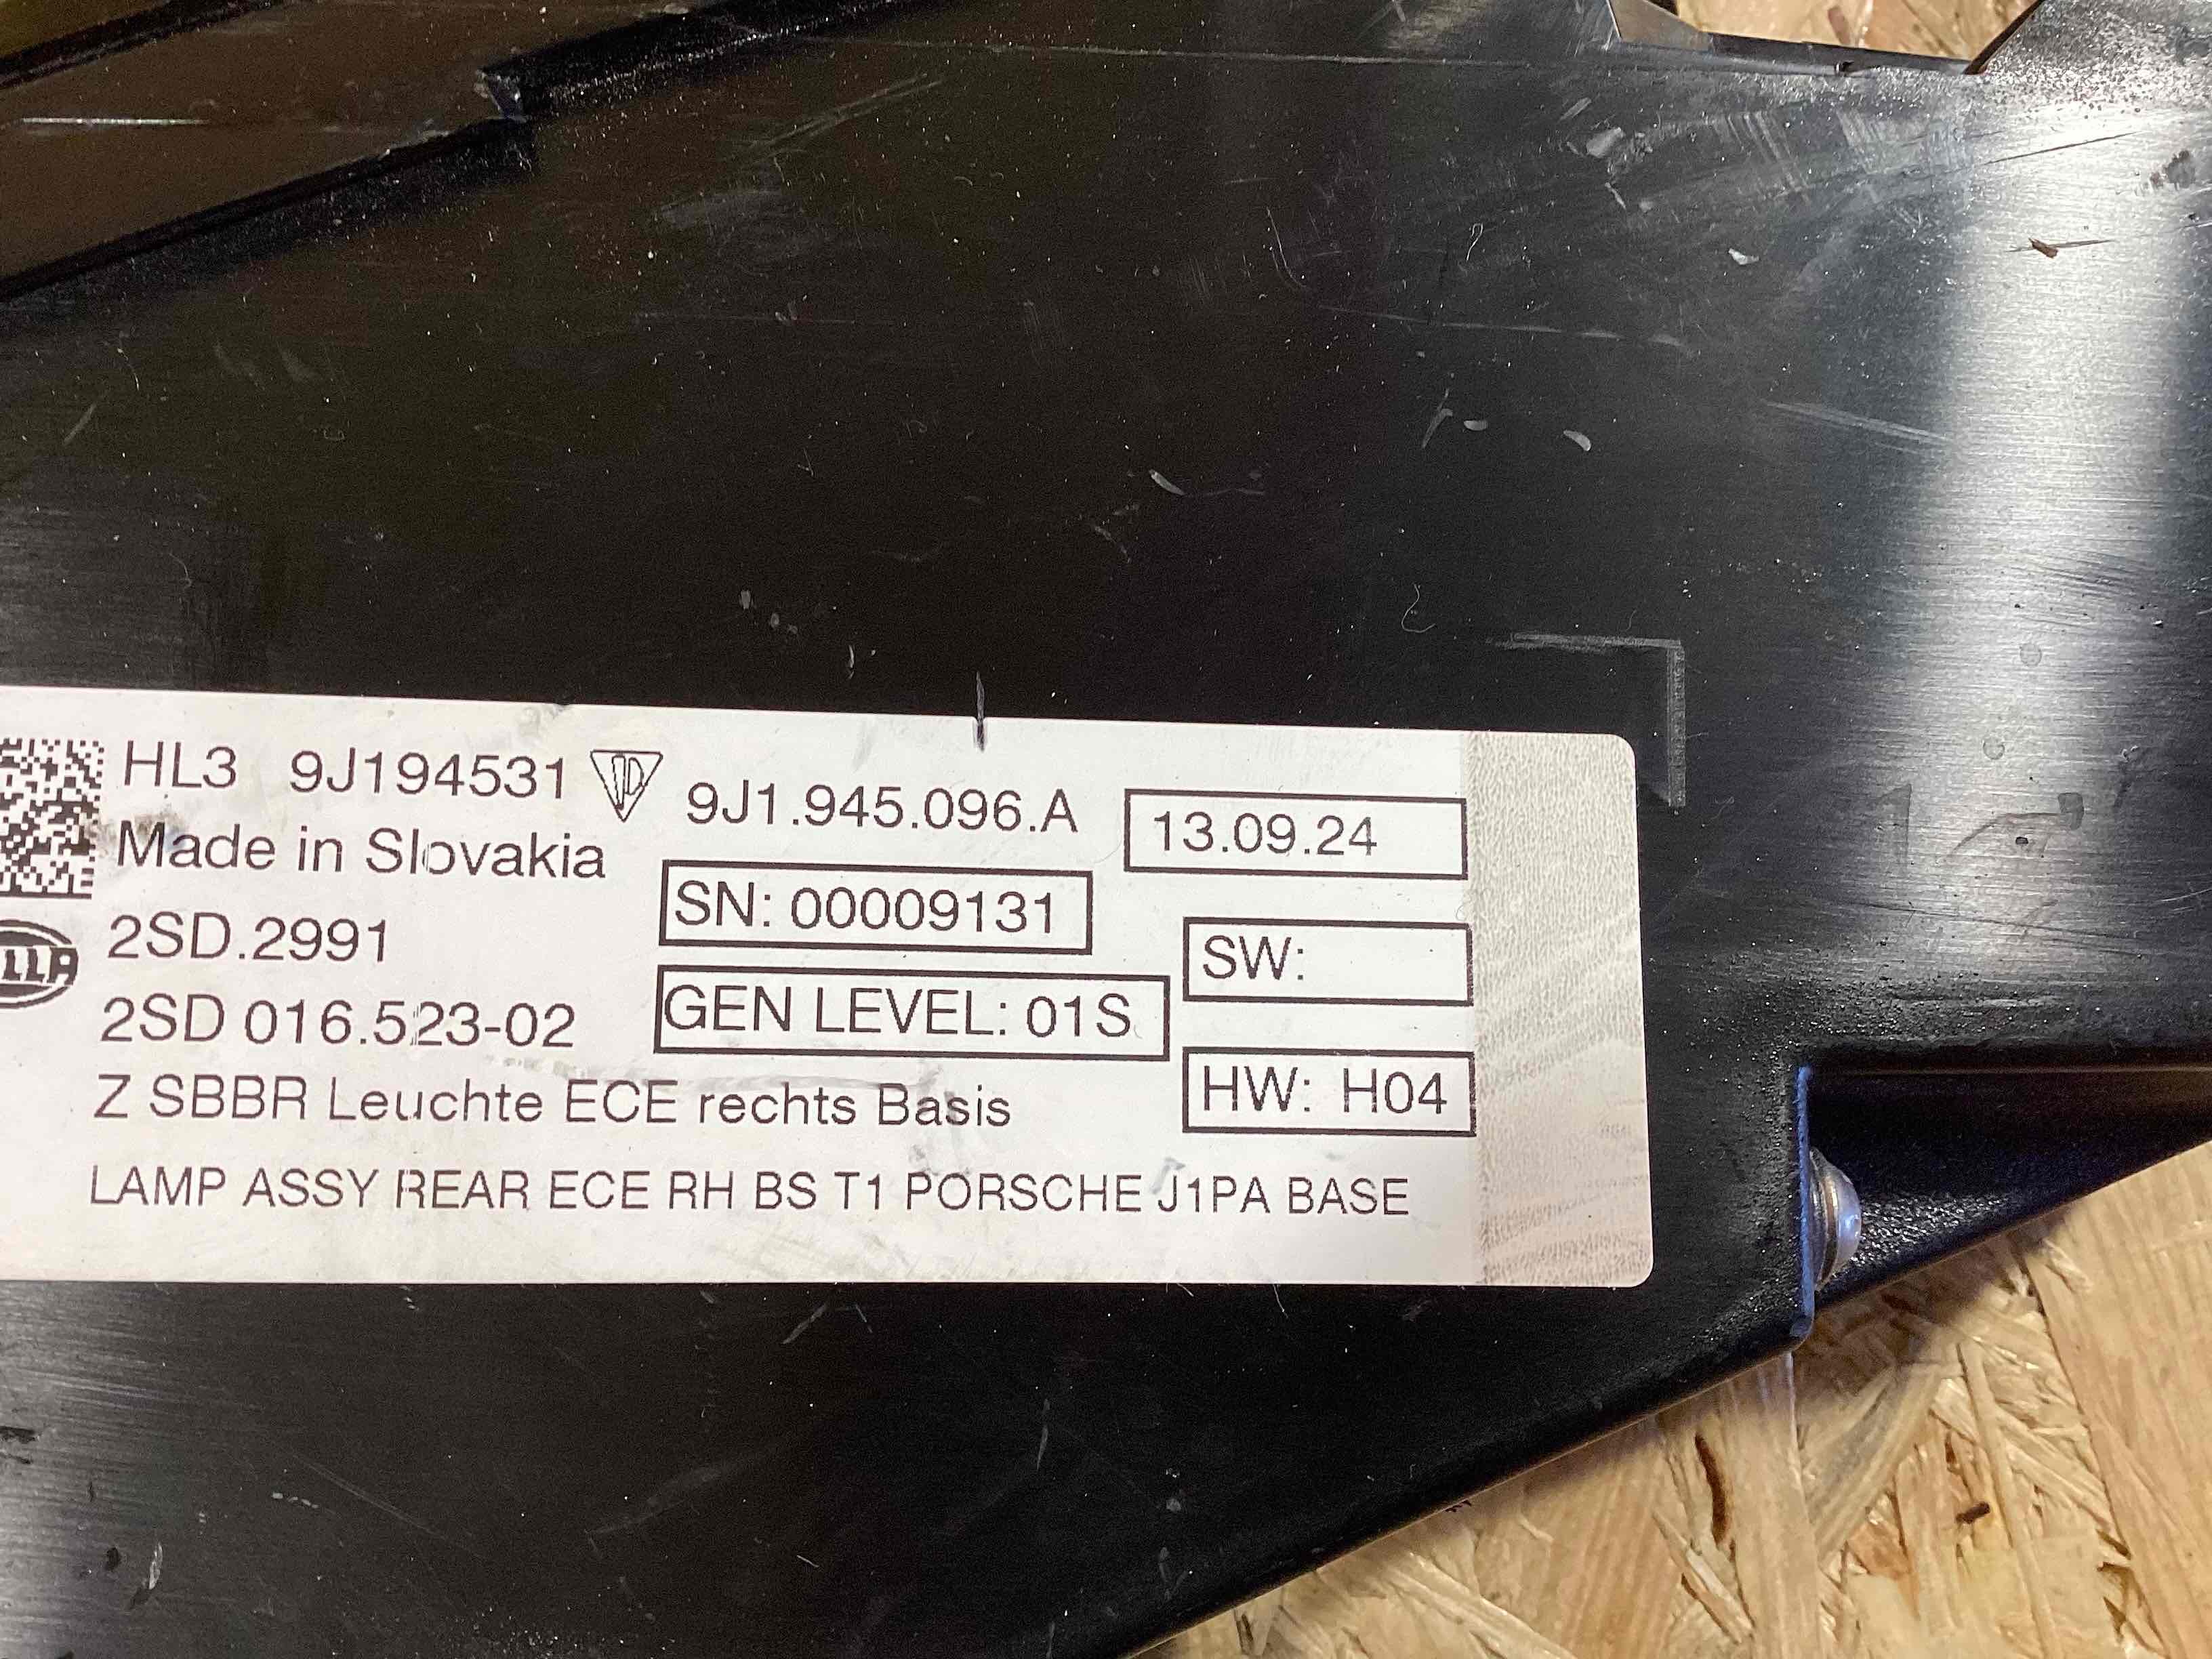 HL3 9J194531
9J1.945.096.A
13.09.24
Made in Slovakia
SN: 00009131
2SD.2991
SW:
LLA
GEN LEVEL: 01S
2SD 016.523-02
HW: H04
Z SBBR Leuchte ECE rechts Basis
LAMP ASSY REAR ECE RH BS T1 PORSCHE J1PA BASE